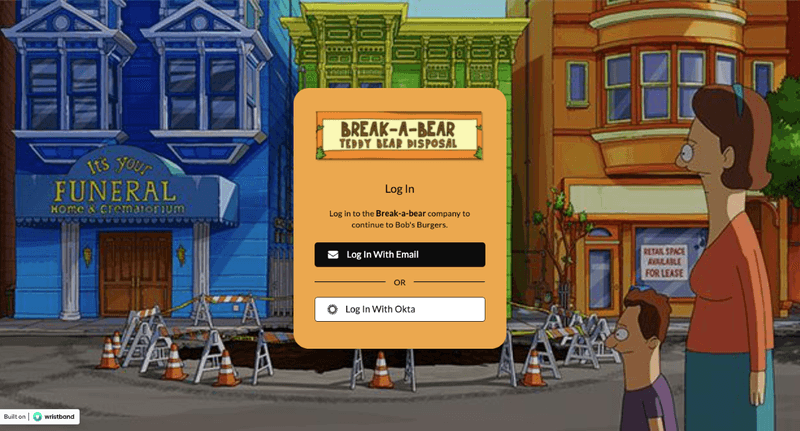 It's Your
FUNERAL
Home & Crematorium
BREAK-A-BEAR
TEDDY BEAR DISPOSAL
Log In
Log in to the Break-a-bear company to
continue to Bob's Burgers.
Log In With Email
OR
Log In With Okta
RETAIL SPACE
AVAILABLE
FOR LEASE
Built on
wristband